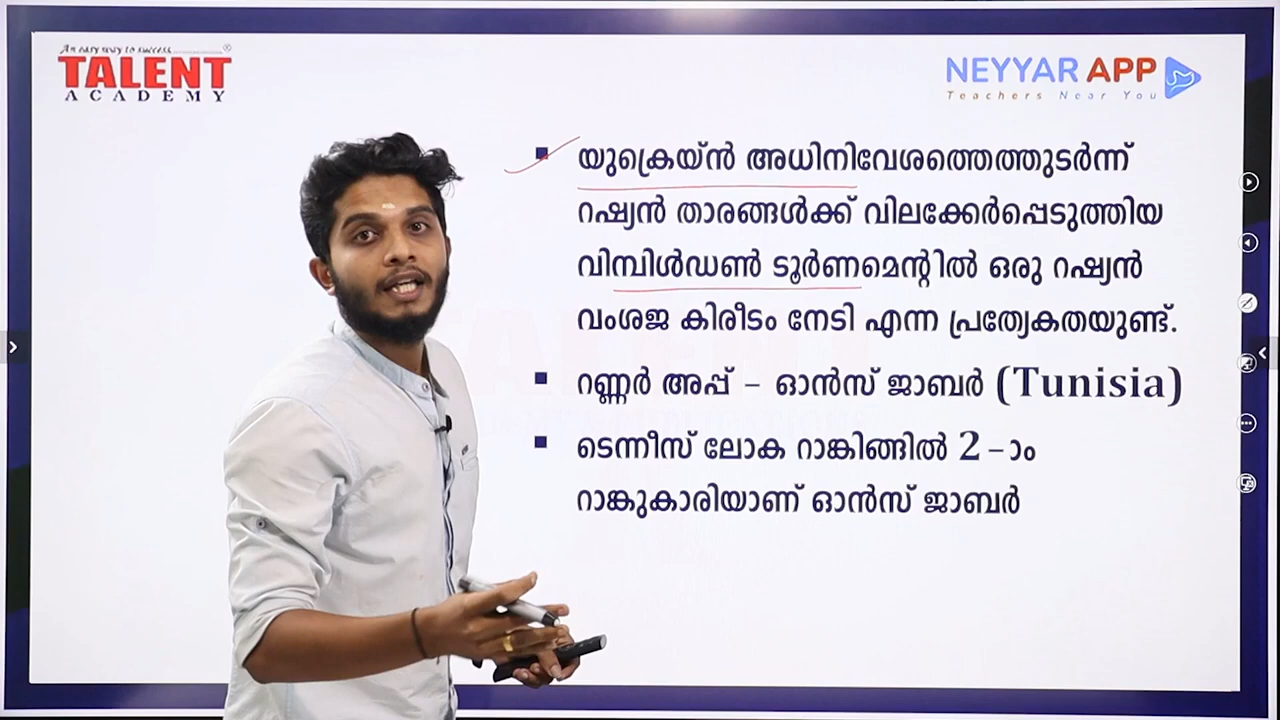 An easy way to success
TALENT
ACADEMY
NEYYAR APP
Teachers Near You
യുക്രെയ്ൻ അധിനിവേശത്തെത്തുടർന്ന്
റഷ്യൻ താരങ്ങൾക്ക് വിലക്കേർപ്പെടുത്തിയ
വിമ്പിൾഡൺ ടൂർണമെന്റിൽ ഒരു റഷ്യൻ
വംശജ കിരീടം നേടി എന്ന പ്രത്യേകതയുണ്ട്.
റണ്ണർ അപ്പ് – ഓൻസ് ജാബർ (Tunisia)
ടെന്നീസ് ലോക റാങ്കിങ്ങിൽ 2 -ാം
റാങ്കുകാരിയാണ് ഓൻസ് ജാബർ